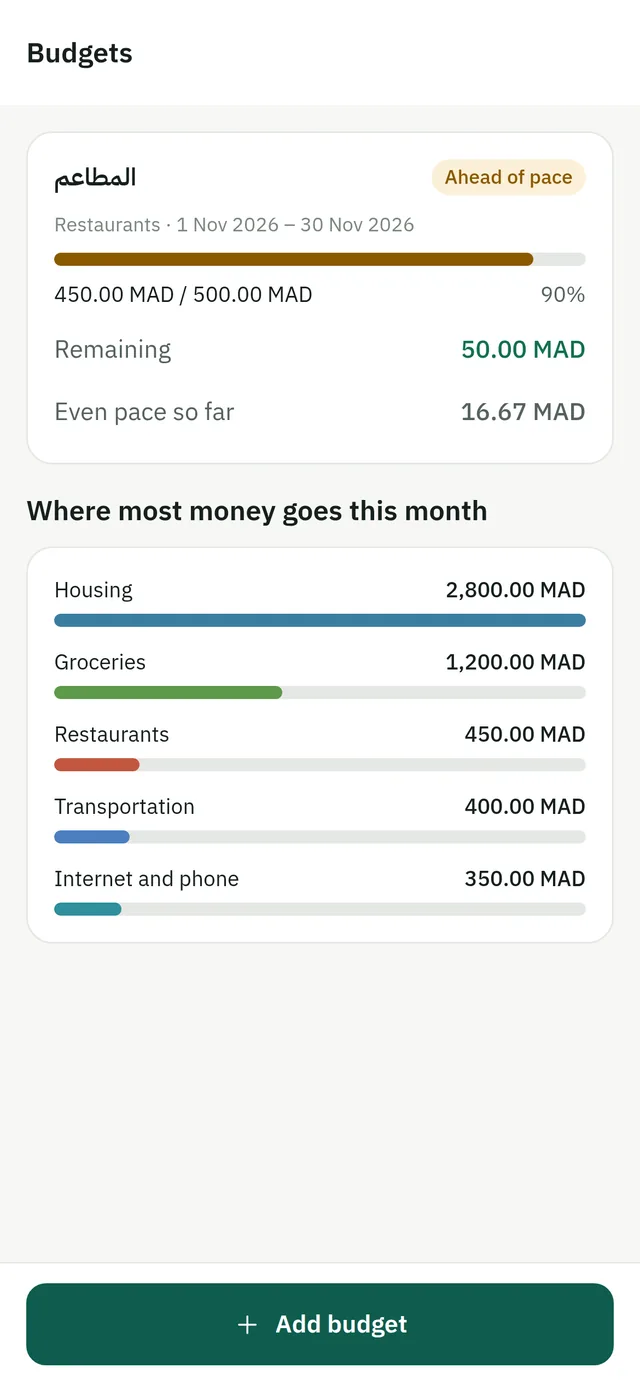 Budgets
المطاعم
Ahead of pace
Restaurants · 1 Nov 2026 – 30 Nov 2026
450.00 MAD / 500.00 MAD 90%
Remaining 50.00 MAD
Even pace so far 16.67 MAD
Where most money goes this month
Housing 2,800.00 MAD
Groceries 1,200.00 MAD
Restaurants 450.00 MAD
Transportation 400.00 MAD
Internet and phone 350.00 MAD
+ Add budget